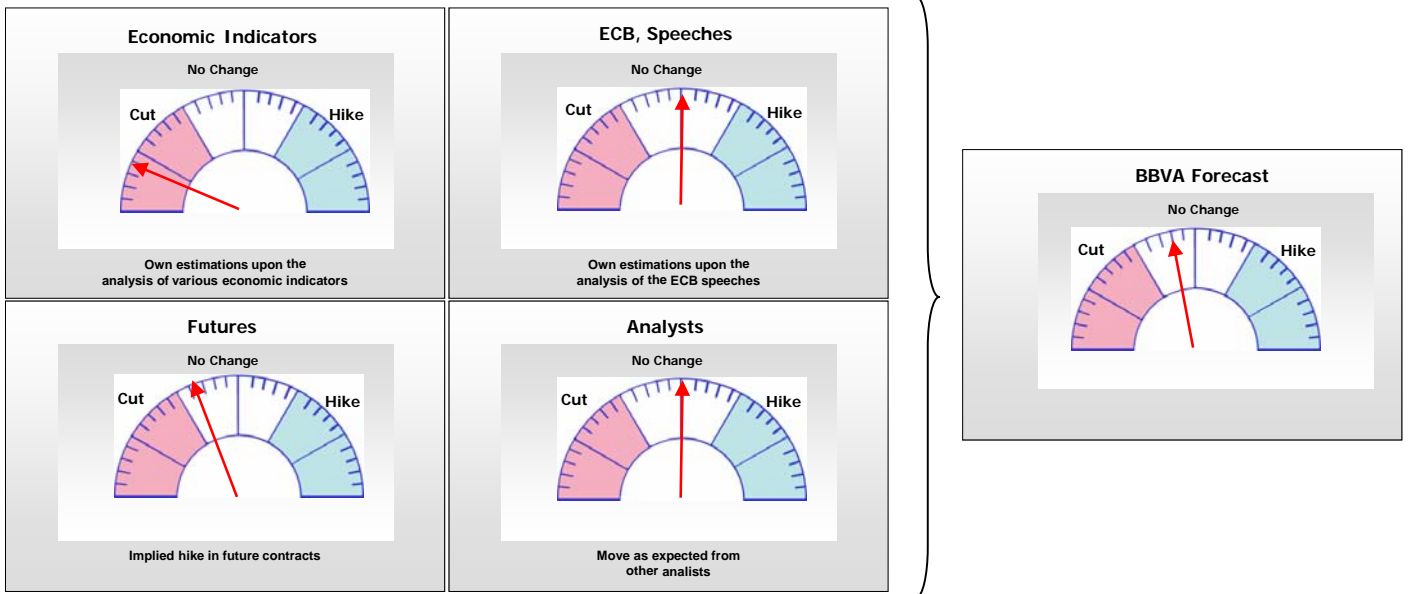 Economic Indicators
No Change
Cut
Hike
Own estimations upon the
analysis of various economic indicators
ECB, Speeches
No Change
Cut
Hike
Own estimations upon the
analysis of the ECB speeches
Futures
No Change
Cut
Hike
Implied hike in future contracts
Analysts
No Change
Cut
Hike
Move as expected from
other analists
BBVA Forecast
No Change
Cut
Hike